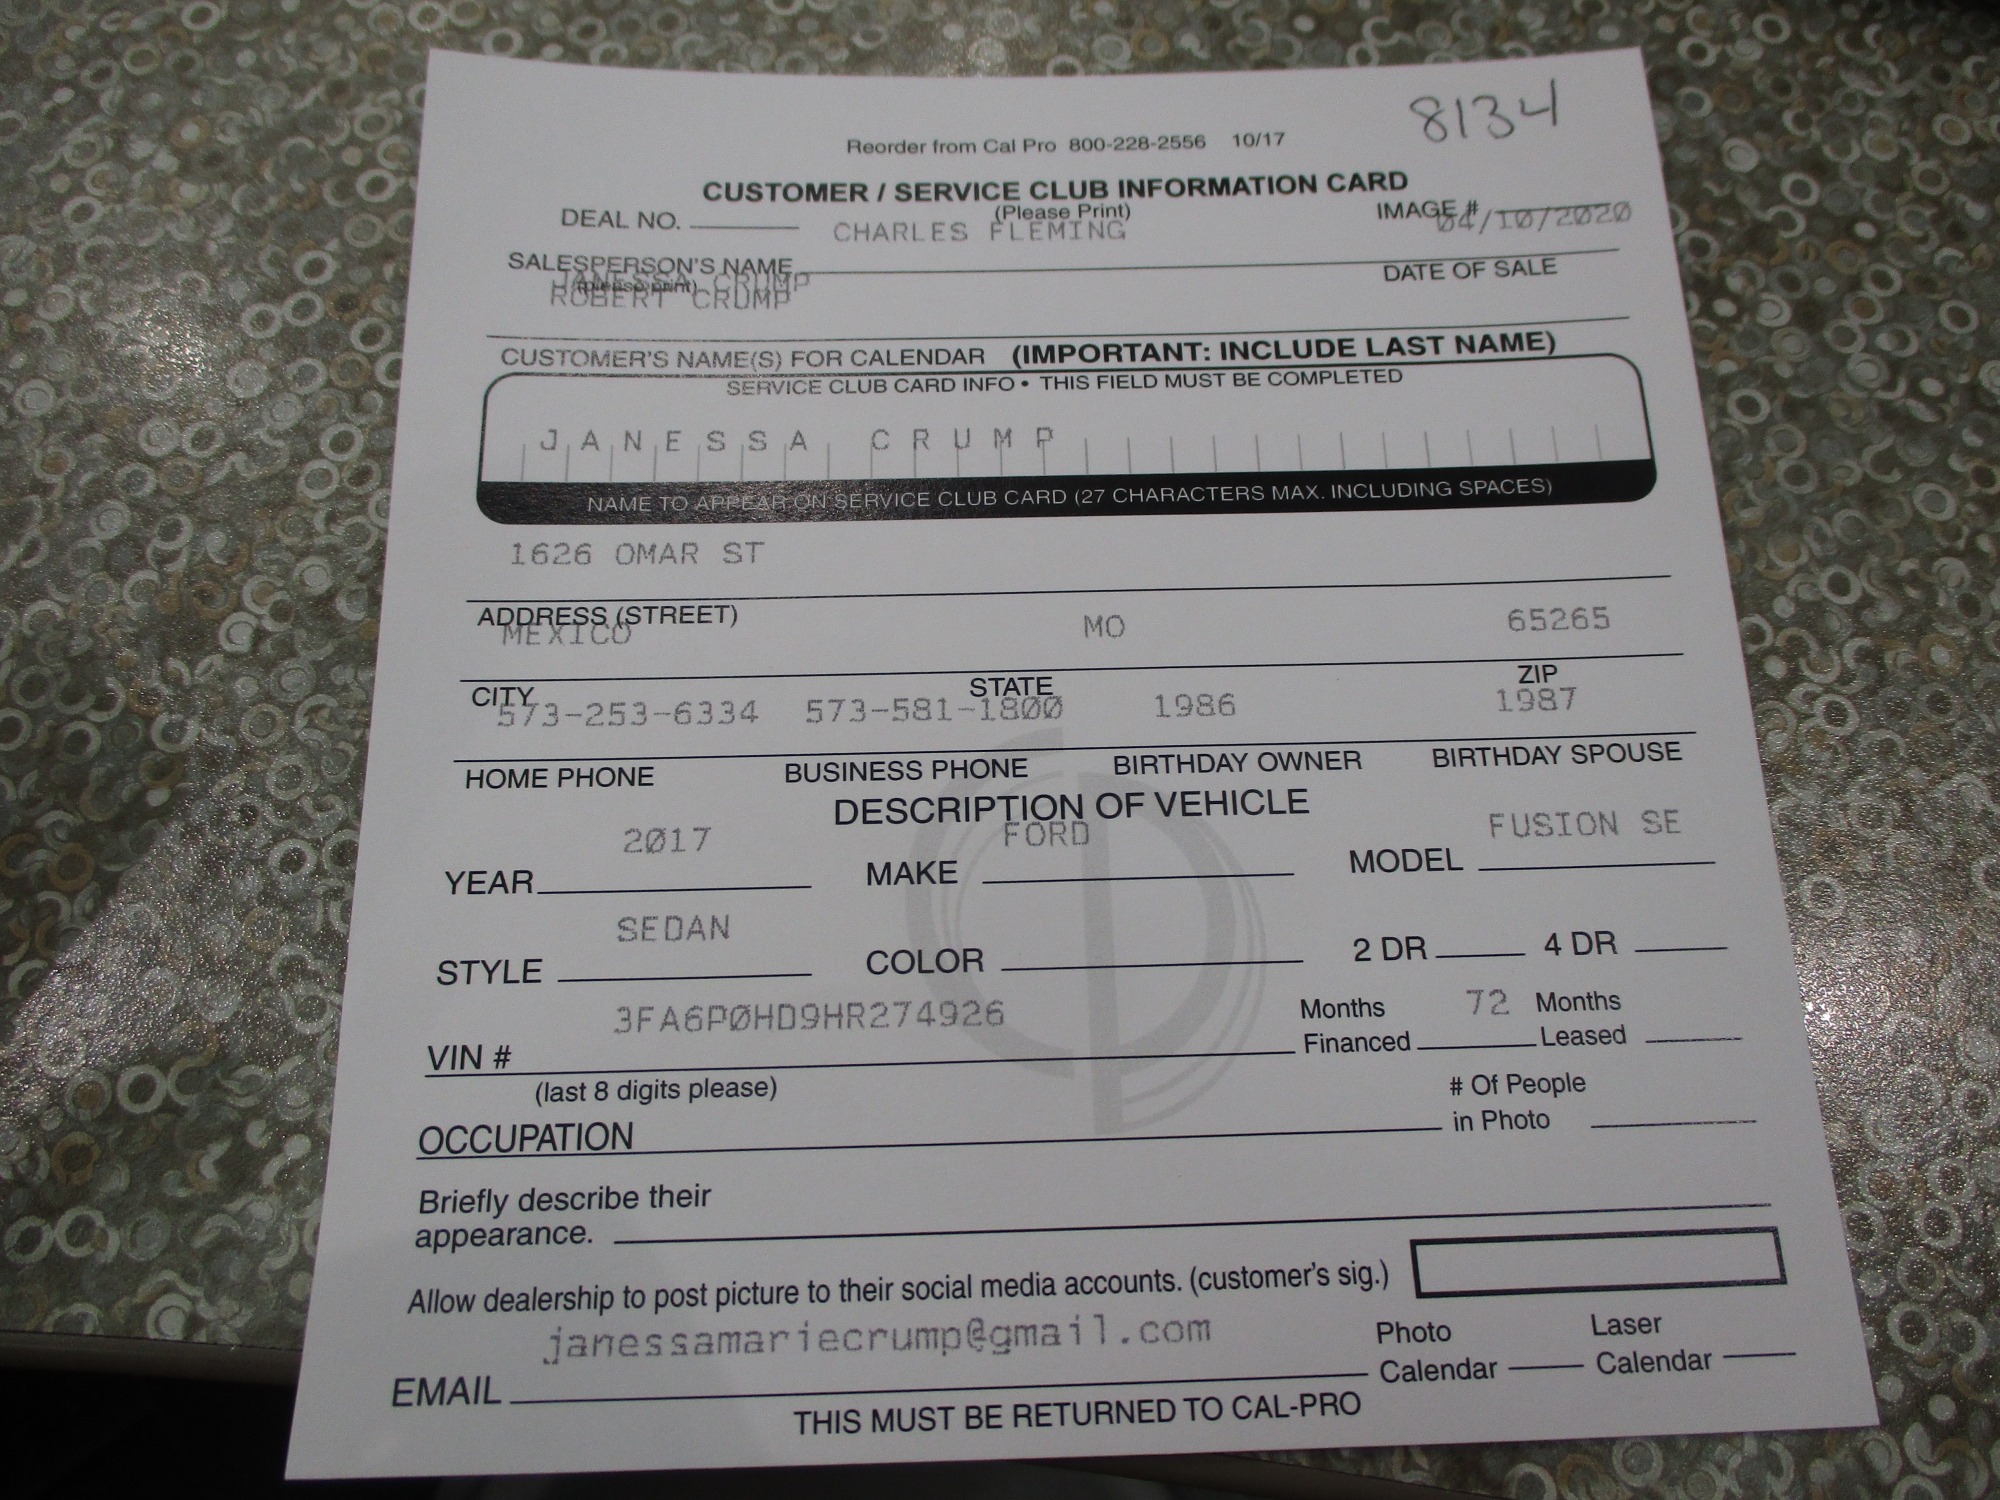 8134
Reorder from Cal Pro 800-228-2556 10/17
CUSTOMER / SERVICE CLUB INFORMATION CARD
(Please Print)
DEAL NO. CHARLES FLEMING IMAGE # 04/10/2020
SALESPERSON'S NAME DATE OF SALE
(please print)
JANESSA CRUMP
ROBERT CRUMP
CUSTOMER'S NAME(S) FOR CALENDAR (IMPORTANT: INCLUDE LAST NAME)
SERVICE CLUB CARD INFO • THIS FIELD MUST BE COMPLETED
JANESSA CRUMP
NAME TO APPEAR ON SERVICE CLUB CARD (27 CHARACTERS MAX. INCLUDING SPACES)
1626 OMAR ST
ADDRESS (STREET)
MEXICO MO 65265
CITY STATE ZIP
573-253-6334 573-581-1800 1986 1987
HOME PHONE BUSINESS PHONE BIRTHDAY OWNER BIRTHDAY SPOUSE
DESCRIPTION OF VEHICLE
2017 FORD FUSION SE
YEAR MAKE MODEL
SEDAN
STYLE COLOR 2 DR 4 DR
3FA6P0HD9HR274926 Months 72 Months
VIN # Financed Leased
(last 8 digits please) # Of People
OCCUPATION in Photo
Briefly describe their
appearance.
Allow dealership to post picture to their social media accounts. (customer's sig.)
janessamariecrump@gmail.com Photo Laser
EMAIL Calendar Calendar
THIS MUST BE RETURNED TO CAL-PRO